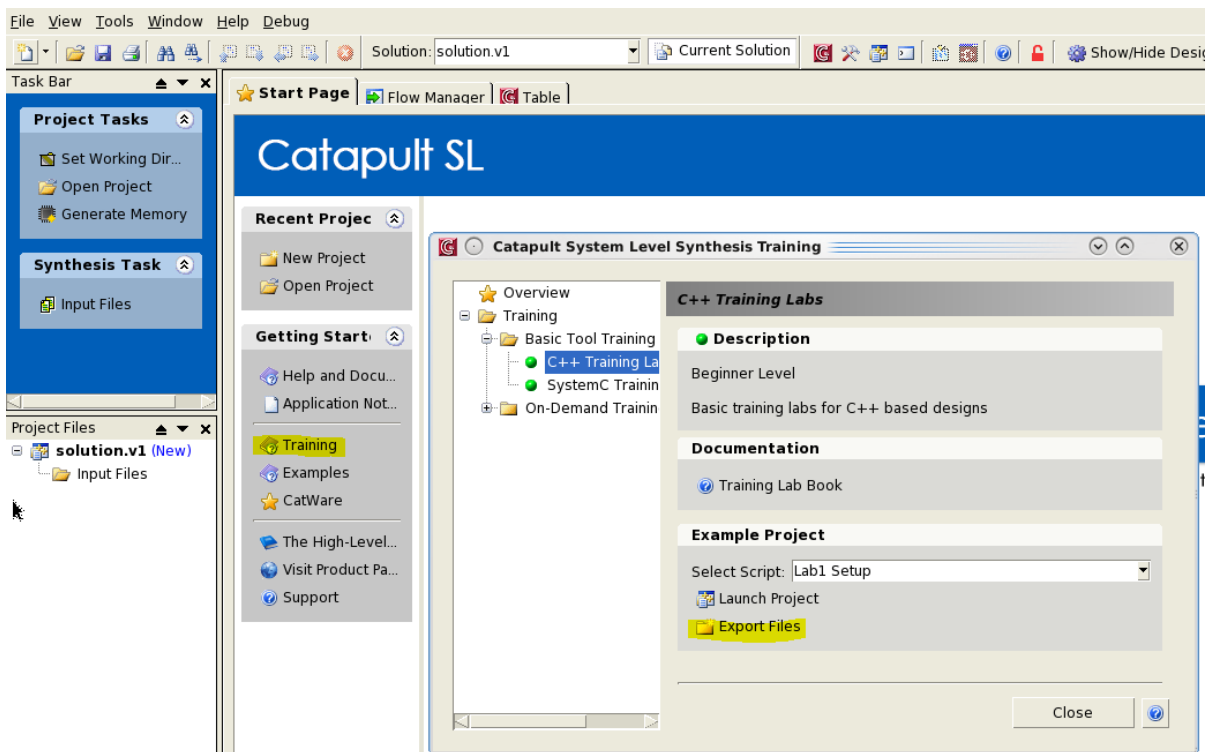 File View Tools Window Help Debug
Solution: solution.v1 Current Solution Show/Hide Desig
Task Bar
Project Tasks
Set Working Dir...
Open Project
Generate Memory
Synthesis Task
Input Files
Project Files
solution.v1 (New)
Input Files
Start Page Flow Manager Table
Catapult SL
Recent Projec
New Project
Open Project
Getting Start
Help and Docu...
Application Not...
Training
Examples
CatWare
The High-Level...
Visit Product Pa...
Support
Catapult System Level Synthesis Training
Overview
Training
Basic Tool Training
C++ Training La
SystemC Trainin
On-Demand Trainin
C++ Training Labs
Description
Beginner Level
Basic training labs for C++ based designs
Documentation
Training Lab Book
Example Project
Select Script: Lab1 Setup
Launch Project
Export Files
Close